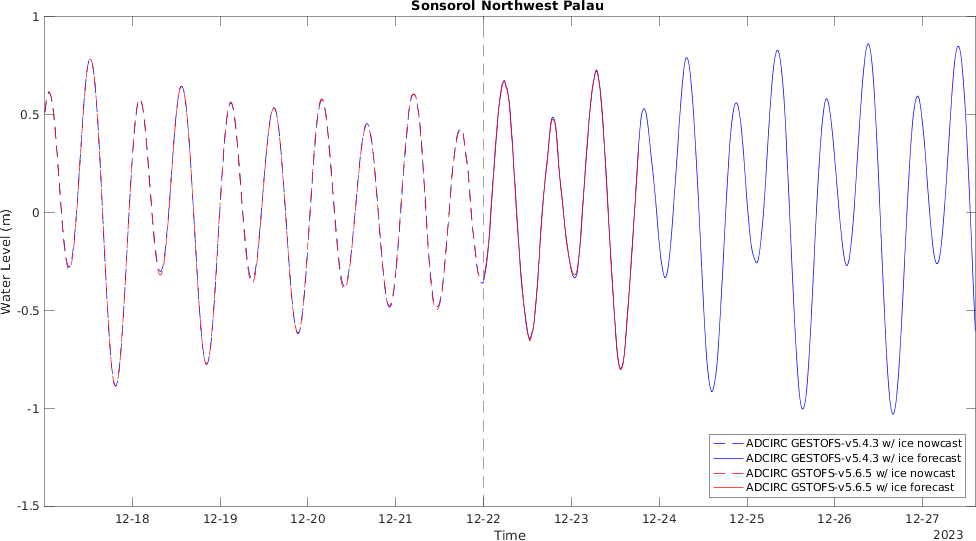 Sonsorol Northwest Palau
1
0.5
0
-0.5
-1
-1.5
Water Level (m)
ADCIRC GESTOFS-v5.4.3 w/ ice nowcast
ADCIRC GESTOFS-v5.4.3 w/ ice forecast
ADCIRC GSTOFS-v5.6.5 w/ ice nowcast
ADCIRC GSTOFS-v5.6.5 w/ ice forecast
12-18 12-19 12-20 12-21 12-22 12-23 12-24 12-25 12-26 12-27
Time
2023